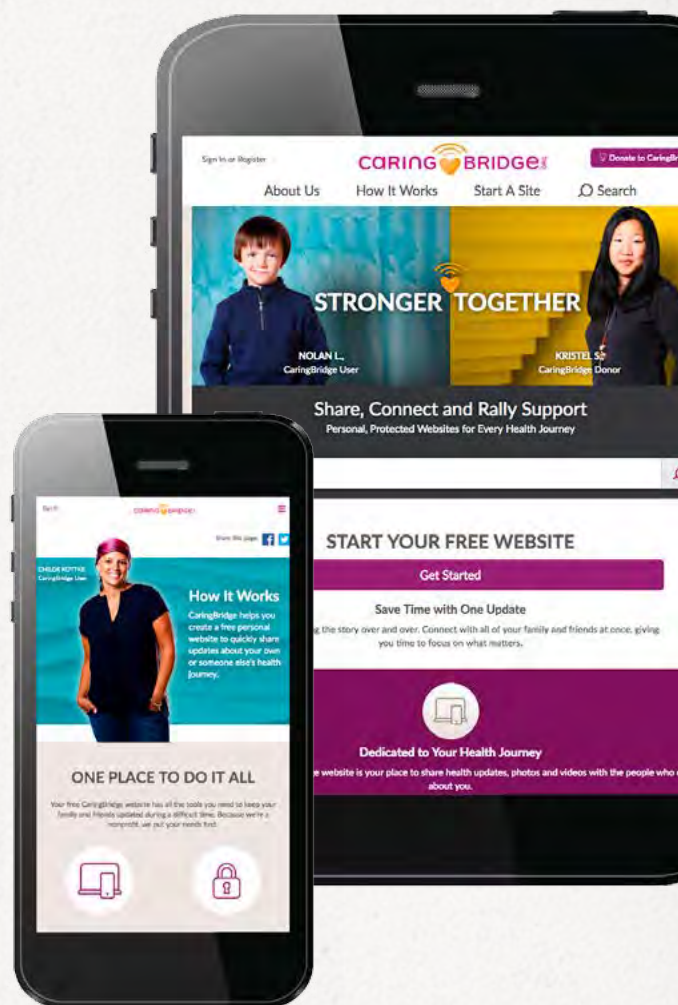 Sign In or Register
CARING BRIDGE.ORG
Donate to CaringBr
About Us How It Works Start A Site Search
STRONGER TOGETHER
NOLAN L.,
CaringBridge User
KRISTEL S.,
CaringBridge Donor
Share, Connect and Rally Support
Personal, Protected Websites for Every Health Journey
START YOUR FREE WEBSITE
Get Started
Save Time with One Update
the story over and over. Connect with all of your family and friends at once, giving
you time to focus on what matters.
Dedicated to Your Health Journey
website is your place to share health updates, photos and videos with the people who
about you.
CARING BRIDGE
Share this page:
KOTTKE
CaringBridge User
How It Works
CaringBridge helps you
create a free personal
website to quickly share
updates about your own
or someone else's health
journey.
ONE PLACE TO DO IT ALL
Your free CaringBridge website has all the tools you need to keep your
family and friends updated during a difficult time. Because we're a
nonprofit, we put your needs first.